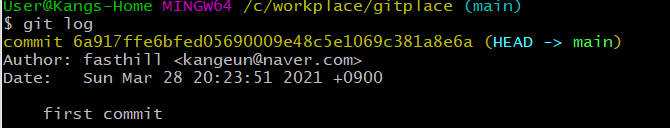 User@Kangs-Home MINGW64 /c/workplace/gitplace (main)
$ git log
commit 6a917ffe6bfed05690009e48c5e1069c381a8e6a (HEAD -> main)
Author: fasthill <kangeun@naver.com>
Date:   Sun Mar 28 20:23:51 2021 +0900
    first commit